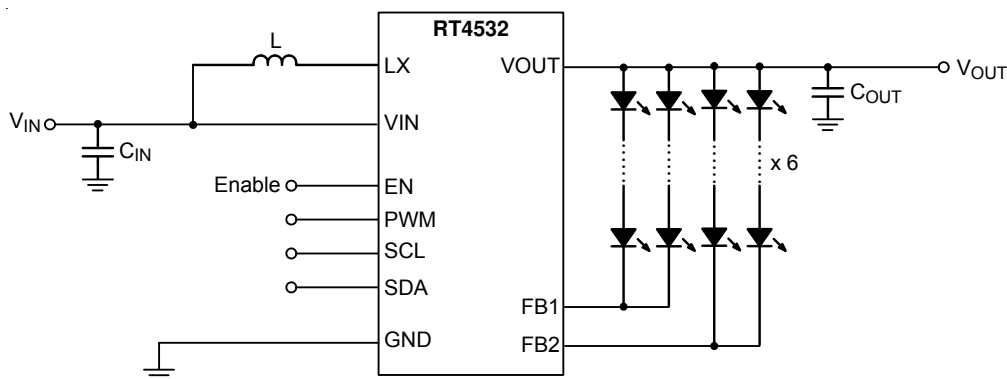 RT4532
L
LX
VOUT
VOUT
COUT
VIN
VIN
CIN
x 6
Enable
EN
PWM
SCL
SDA
FB1
GND
FB2